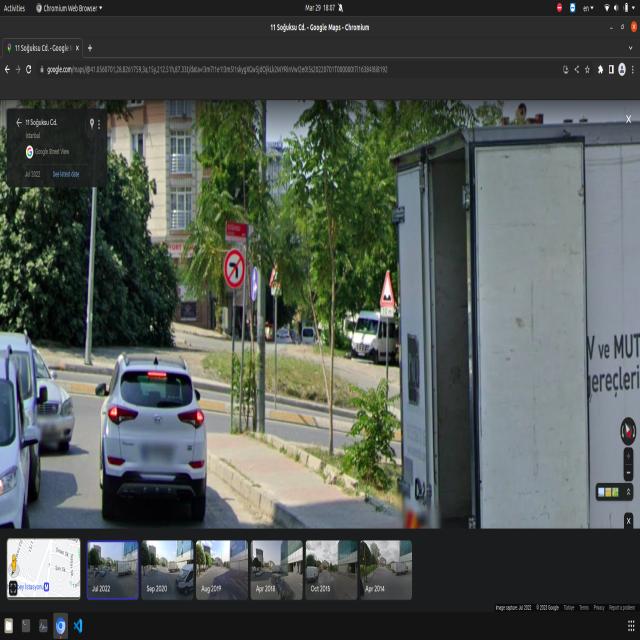 Activities
Chromium Web Browser
Mar 29 18:07
en
11 Soğuksu Cd. - Google Maps - Chromium
11 Soğuksu Cd. - Google M
11 Soğuksu Cd.
İstanbul
Google Street View
Jul 2022
See latest date
X
V ve MUT
gereçleri
X
Jul 2022
Sep 2020
Aug 2019
Apr 2018
Oct 2015
Apr 2014
Image capture: Jul 2022
© 2023 Google
Türkiye
Terms
Privacy
Report a problem